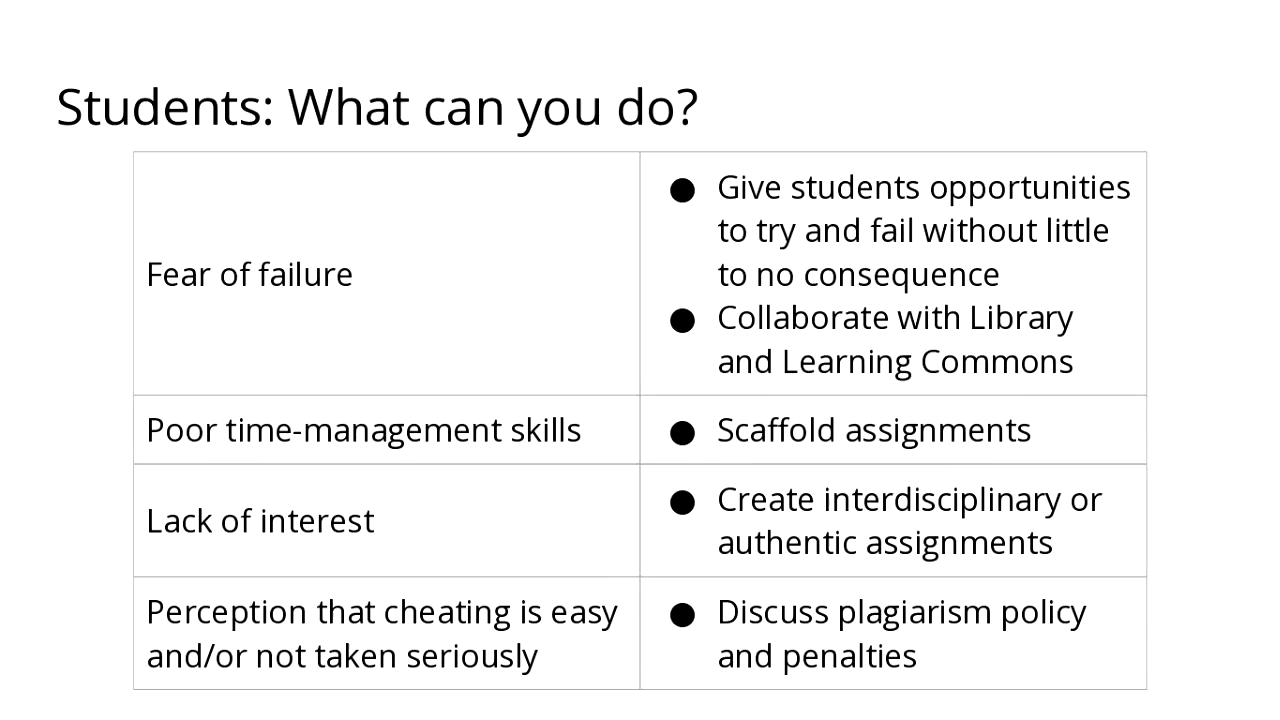 Students: What can you do?
Fear of failure
● Give students opportunities
to try and fail without little
to no consequence
● Collaborate with Library
and Learning Commons
Poor time-management skills
● Scaffold assignments
Lack of interest
● Create interdisciplinary or
authentic assignments
Perception that cheating is easy
and/or not taken seriously
● Discuss plagiarism policy
and penalties